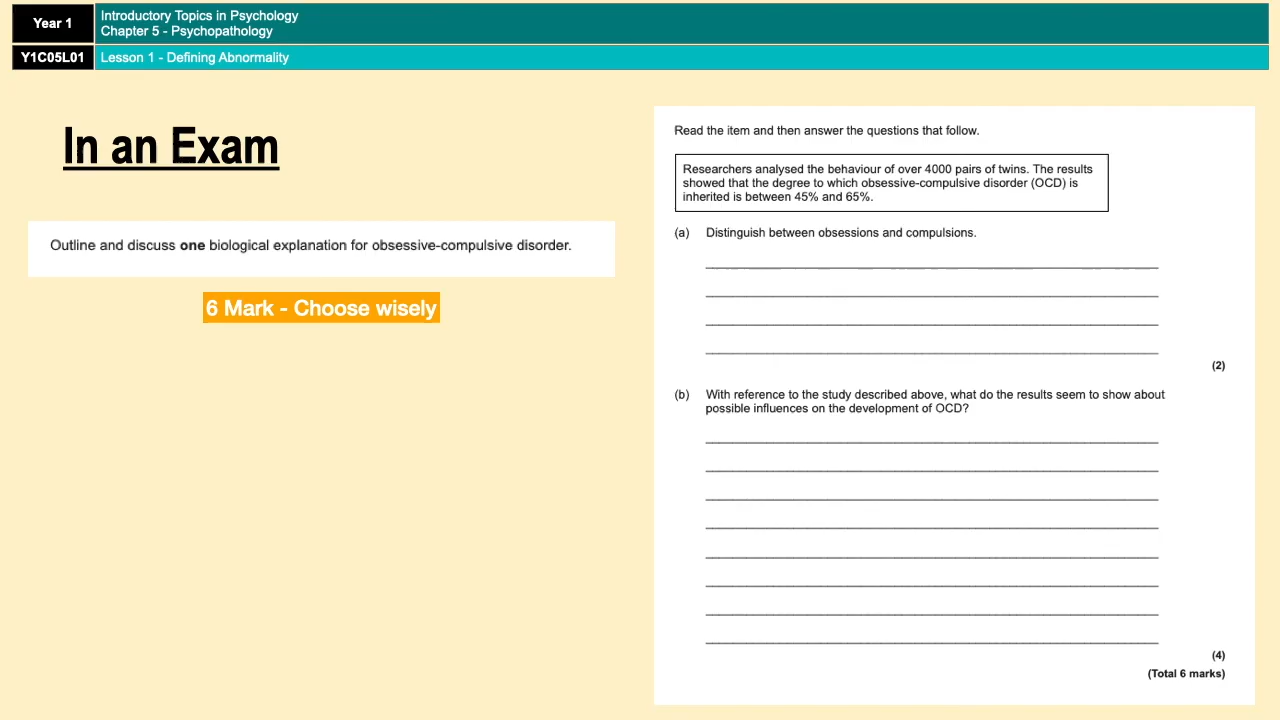 Year 1
Introductory Topics in Psychology
Chapter 5 - Psychopathology
Y1C05L01
Lesson 1 - Defining Abnormality
In an Exam
Outline and discuss one biological explanation for obsessive-compulsive disorder.
6 Mark - Choose wisely
Read the item and then answer the questions that follow.
Researchers analysed the behaviour of over 4000 pairs of twins. The results
showed that the degree to which obsessive-compulsive disorder (OCD) is
inherited is between 45% and 65%.
(a) Distinguish between obsessions and compulsions.
(2)
(b) With reference to the study described above, what do the results seem to show about
possible influences on the development of OCD?
(4)
(Total 6 marks)